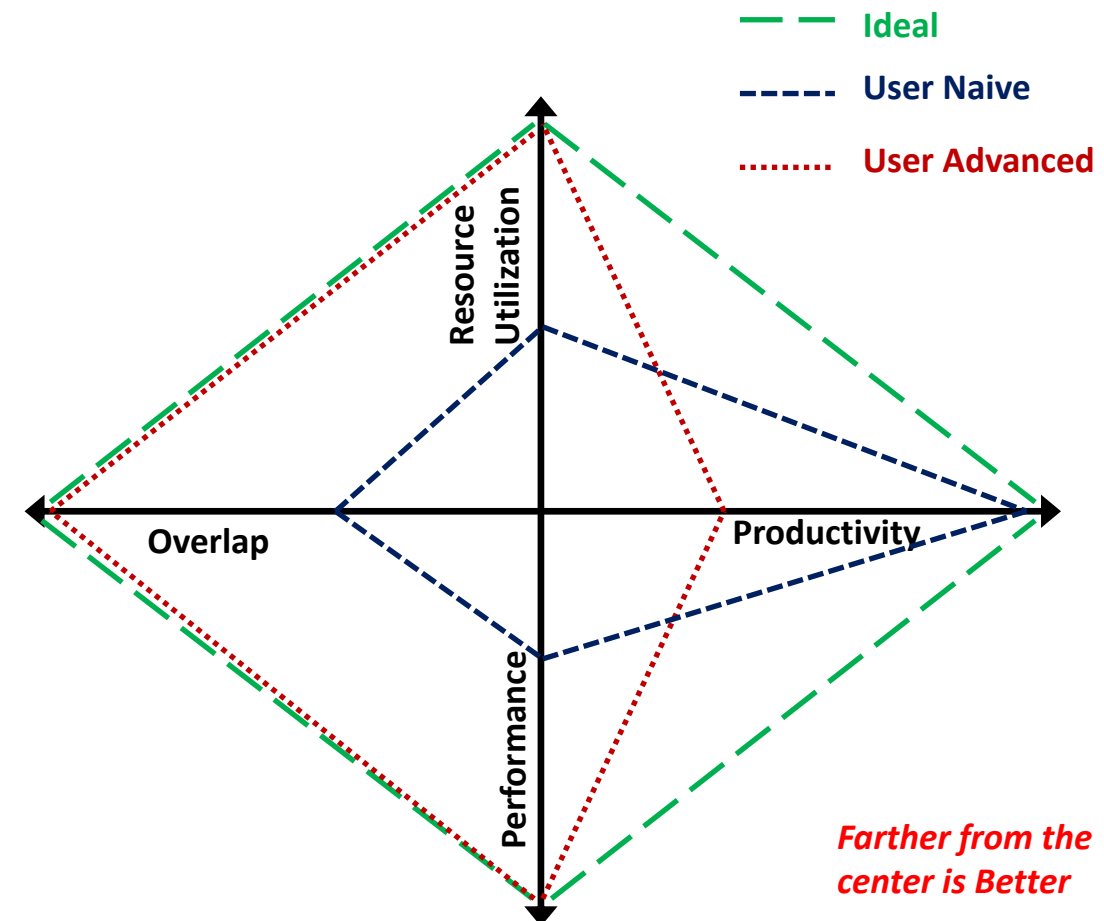 Ideal
User Naive
User Advanced
Resource
Utilization
Overlap
Productivity
Performance
Farther from the
center is Better